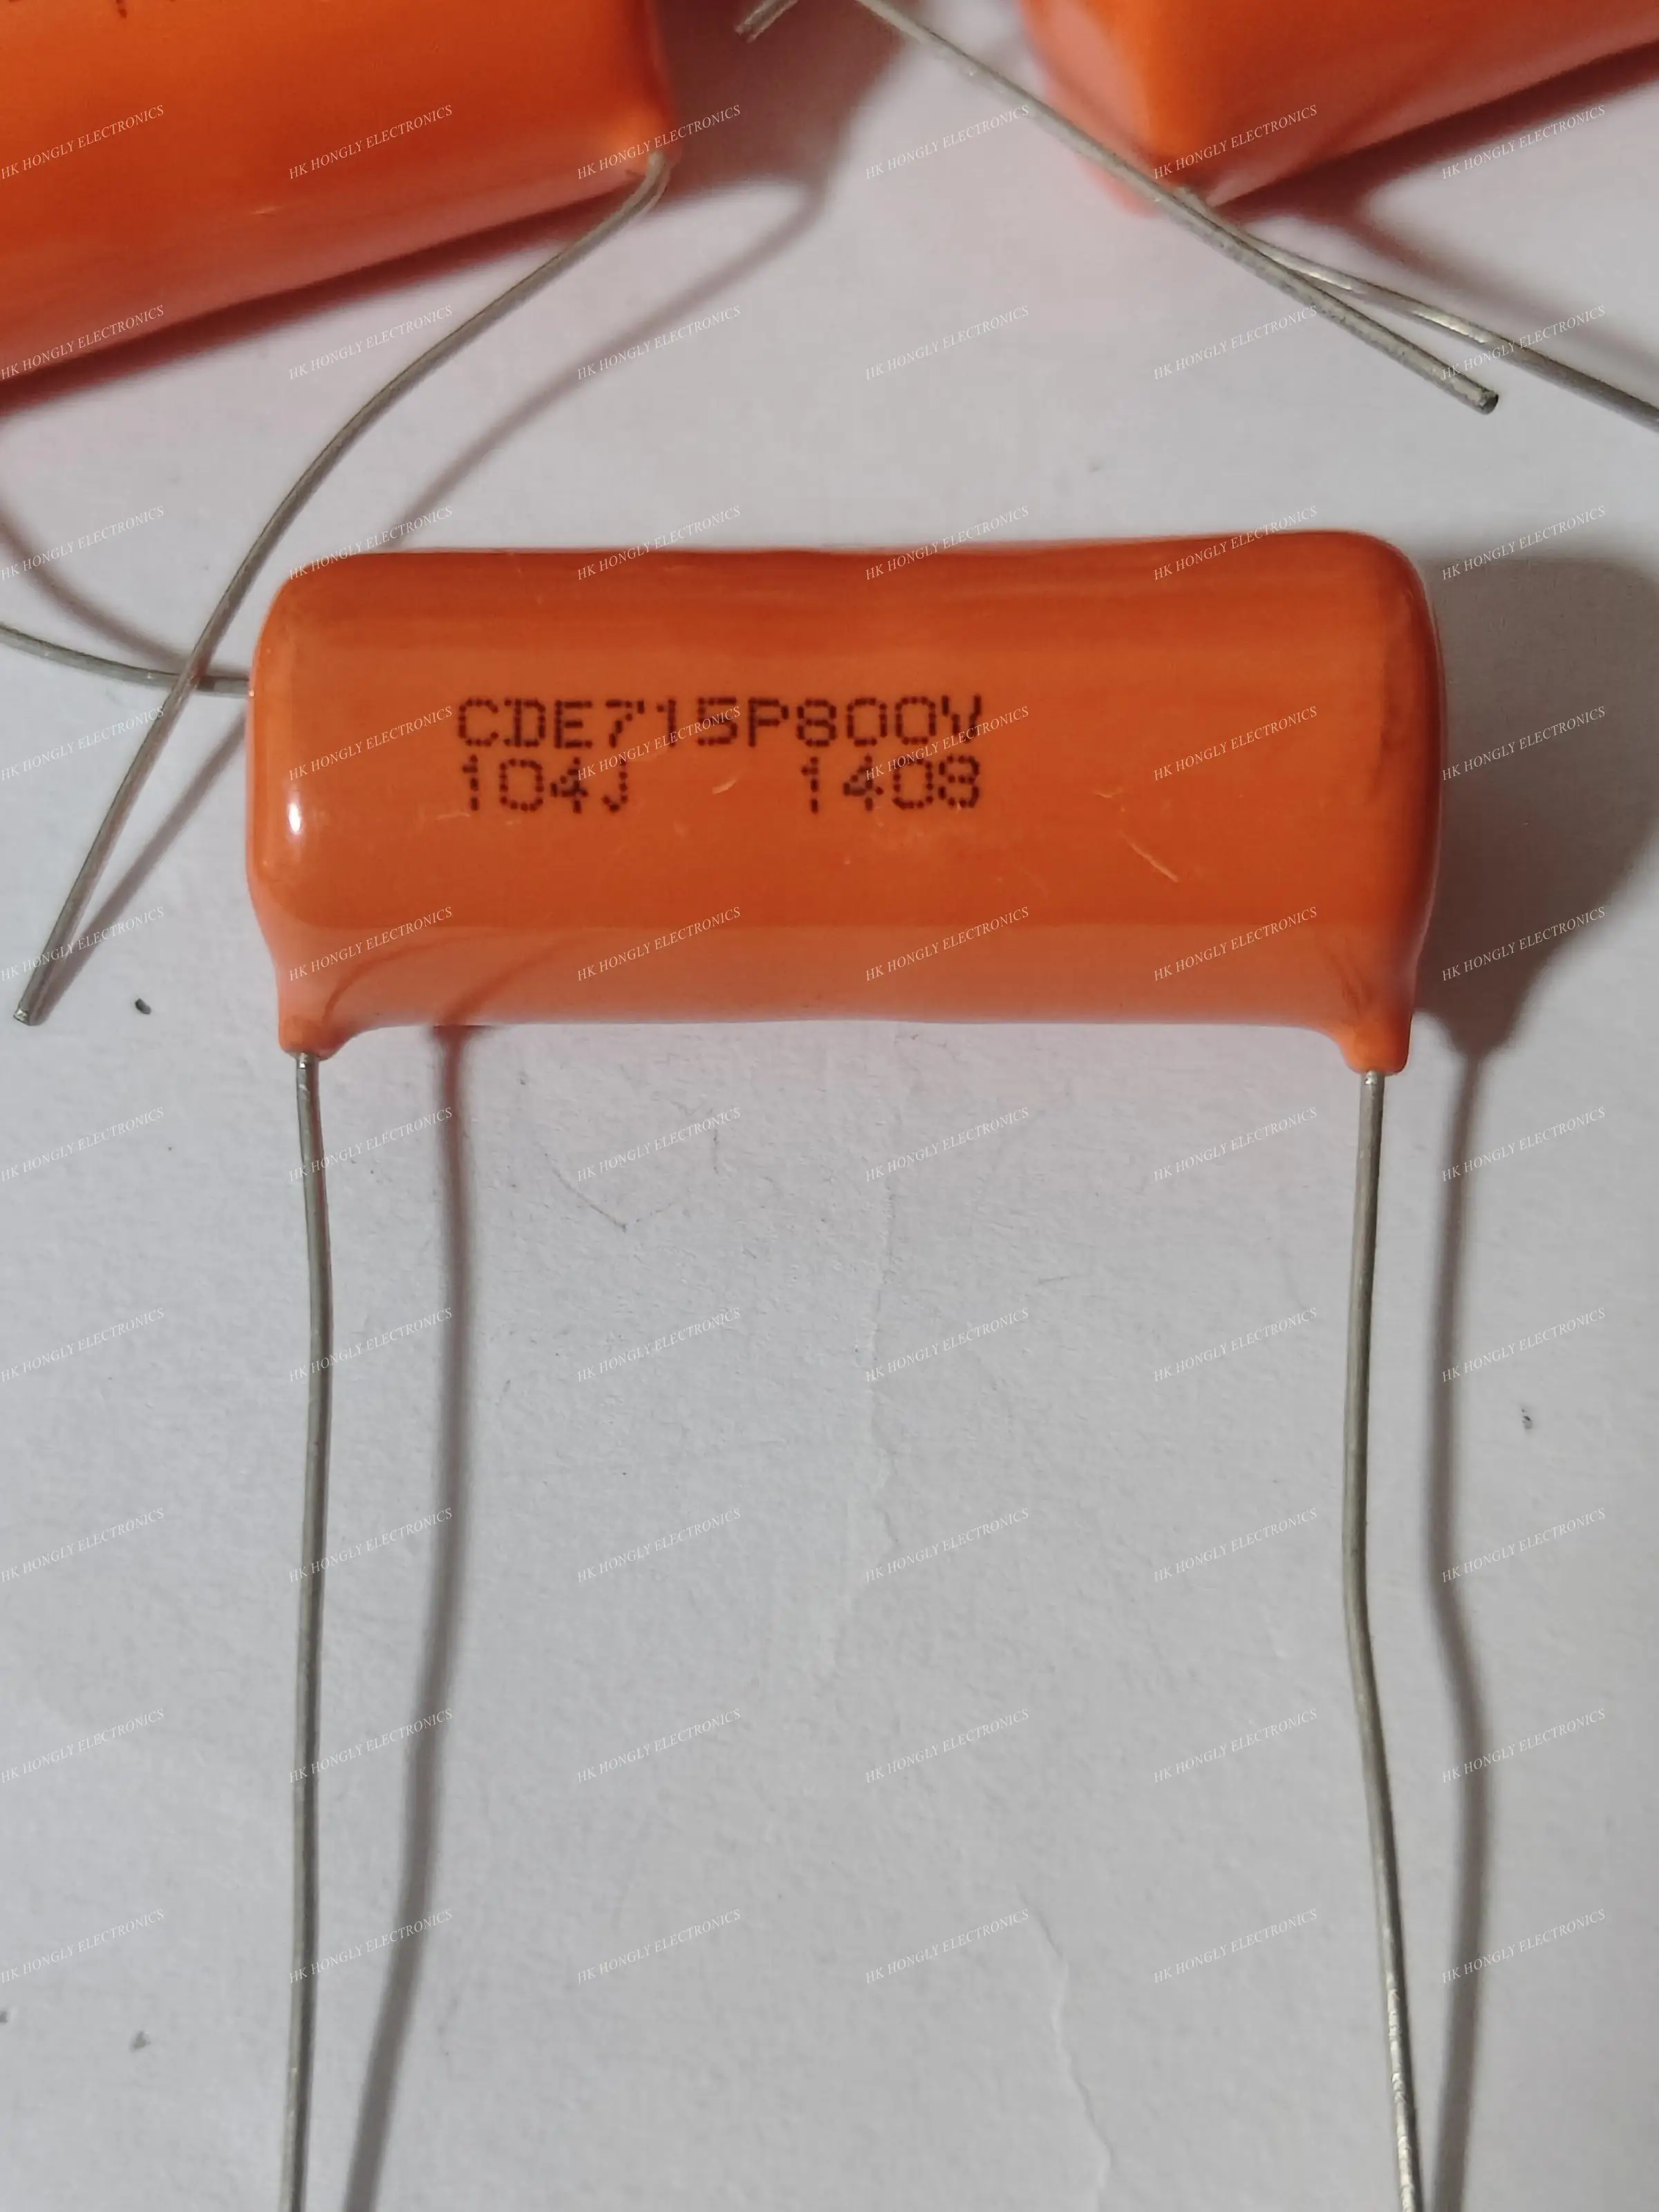 CDE715P800V
104J 1408
HK HONGLY ELECTRONICS